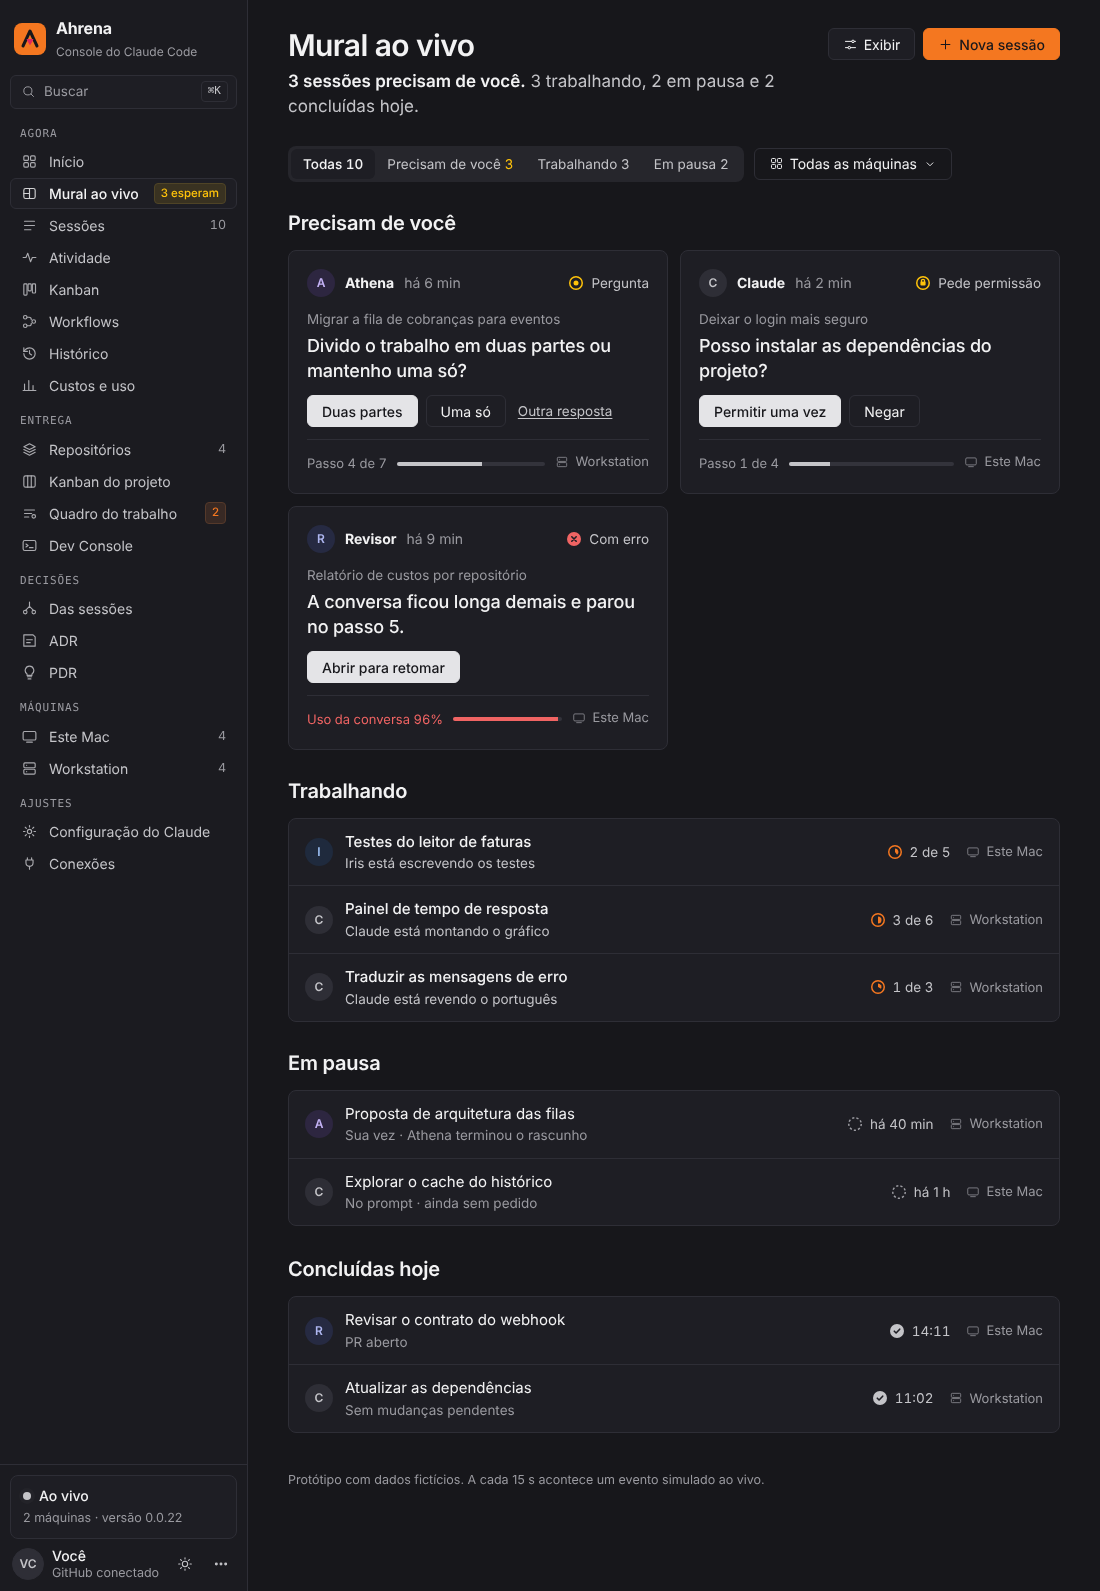 Ahrena
Console do Claude Code
Buscar ⌘K
AGORA
Início
Mural ao vivo 3 esperam
Sessões 10
Atividade
Kanban
Workflows
Histórico
Custos e uso
ENTREGA
Repositórios 4
Kanban do projeto
Quadro do trabalho 2
Dev Console
DECISÕES
Das sessões
ADR
PDR
MÁQUINAS
Este Mac 4
Workstation 4
AJUSTES
Configuração do Claude
Conexões
Ao vivo
2 máquinas · versão 0.0.22
VC
Você
GitHub conectado
Mural ao vivo
Exibir
Nova sessão
3 sessões precisam de você. 3 trabalhando, 2 em pausa e 2
concluídas hoje.
Todas 10 Precisam de você 3 Trabalhando 3 Em pausa 2
Todas as máquinas
Precisam de você
A Athena há 6 min Pergunta
Migrar a fila de cobranças para eventos
Divido o trabalho em duas partes ou
mantenho uma só?
Duas partes Uma só Outra resposta
Passo 4 de 7 Workstation
C Claude há 2 min Pede permissão
Deixar o login mais seguro
Posso instalar as dependências do
projeto?
Permitir uma vez Negar
Passo 1 de 4 Este Mac
R Revisor há 9 min Com erro
Relatório de custos por repositório
A conversa ficou longa demais e parou
no passo 5.
Abrir para retomar
Uso da conversa 96% Este Mac
Trabalhando
I Testes do leitor de faturas
Iris está escrevendo os testes
2 de 5 Este Mac
C Painel de tempo de resposta
Claude está montando o gráfico
3 de 6 Workstation
C Traduzir as mensagens de erro
Claude está revendo o português
1 de 3 Workstation
Em pausa
A Proposta de arquitetura das filas
Sua vez · Athena terminou o rascunho
há 40 min Workstation
C Explorar o cache do histórico
No prompt · ainda sem pedido
há 1 h Este Mac
Concluídas hoje
R Revisar o contrato do webhook
PR aberto
14:11 Este Mac
C Atualizar as dependências
Sem mudanças pendentes
11:02 Workstation
Protótipo com dados fictícios. A cada 15 s acontece um evento simulado ao vivo.